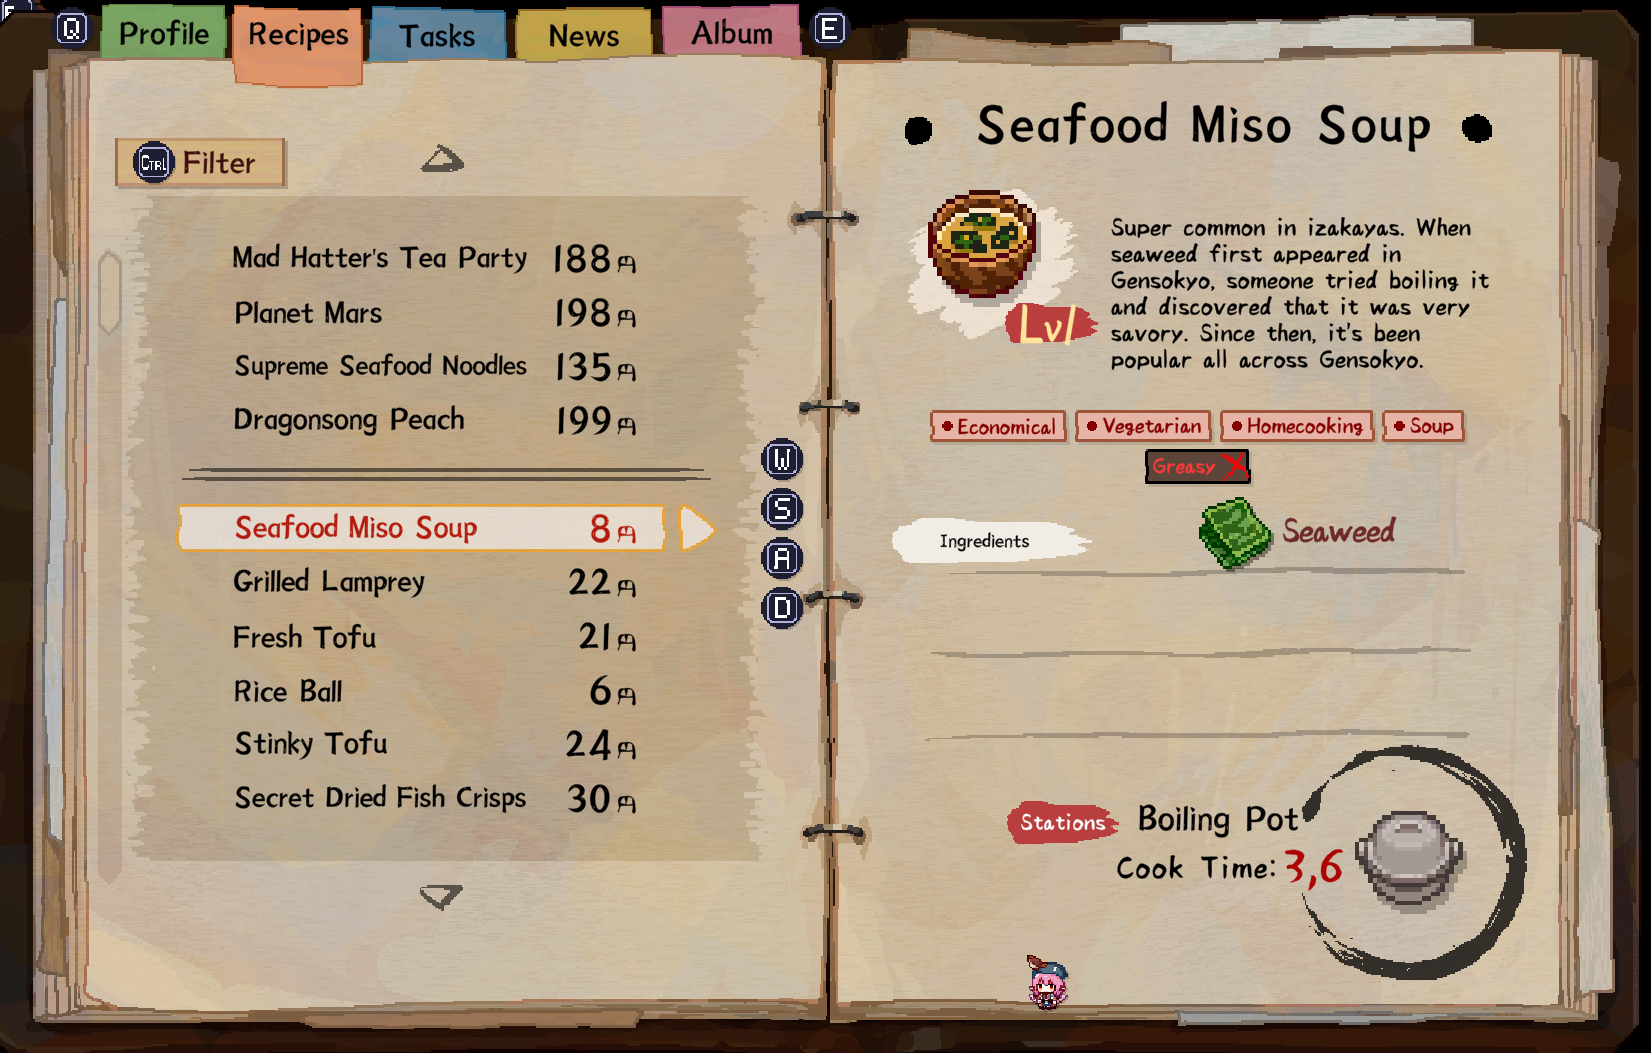 Q Profile Recipes Tasks News Album E
Ctrl Filter
Mad Hatter's Tea Party 188
Planet Mars 198
Supreme Seafood Noodles 135
Dragonsong Peach 199
Seafood Miso Soup 8
Grilled Lamprey 22
Fresh Tofu 21
Rice Ball 6
Stinky Tofu 24
Secret Dried Fish Crisps 30
W
S
A
D
Seafood Miso Soup
Lv1
Super common in izakayas. When
seaweed first appeared in
Gensokyo, someone tried boiling it
and discovered that it was very
savory. Since then, it's been
popular all across Gensokyo.
Economical Vegetarian Homecooking Soup
Greasy
Ingredients Seaweed
Stations Boiling Pot
Cook Time: 3,6